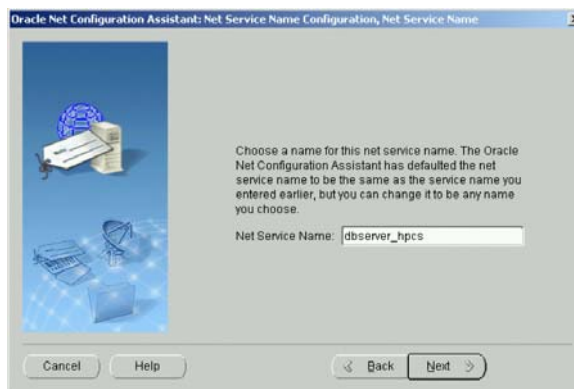 Oracle Net Configuration Assistant: Net Service Name Configuration, Net Service Name
Choose a name for this net service name. The Oracle
Net Configuration Assistant has defaulted the net
service name to be the same as the service name you
entered earlier, but you can change it to be any name
you choose.
Net Service Name: dbserver_hpcs
Cancel Help Back Next